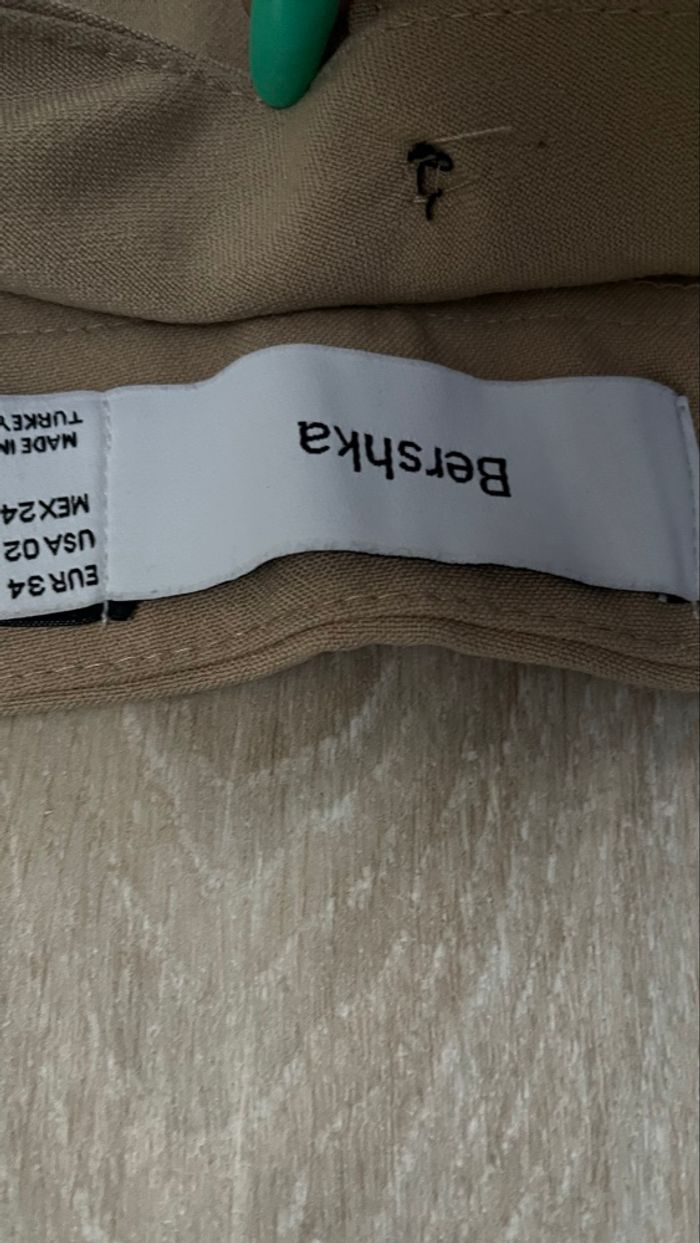 Bershka
EUR 34
USA 02
MEX 24
MADE IN
TURKEY